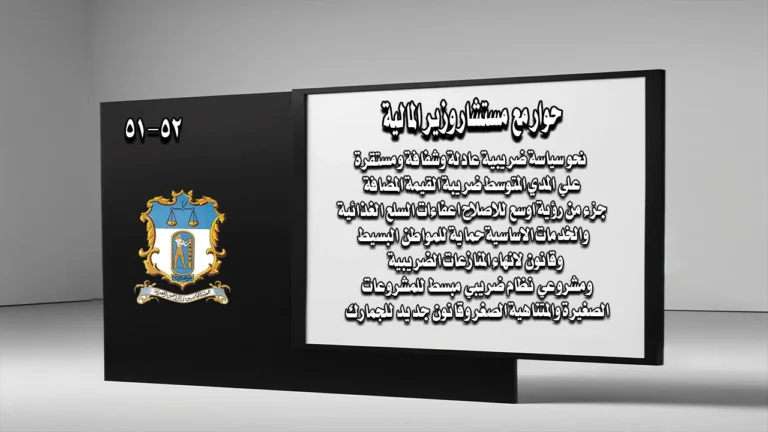 ٥١-٥٢
حوار مع مستشار وزير المالية
نحو سياسة ضريبية عادلة وشفافة ومستقرة
علي المدي المتوسط ضريبة القيمة المضافة
جزء من رؤية أوسع للاصلاح اعفاءات السلع الغذائية
والخدمات الاساسية حماية للمواطن البسيط
وقانون لانهاء المنازعات الضريبية
ومشروعي نظام ضريبي مبسط للمشروعات
الصغيرة والمتناهية الصغر وقانون جديد للجمارك